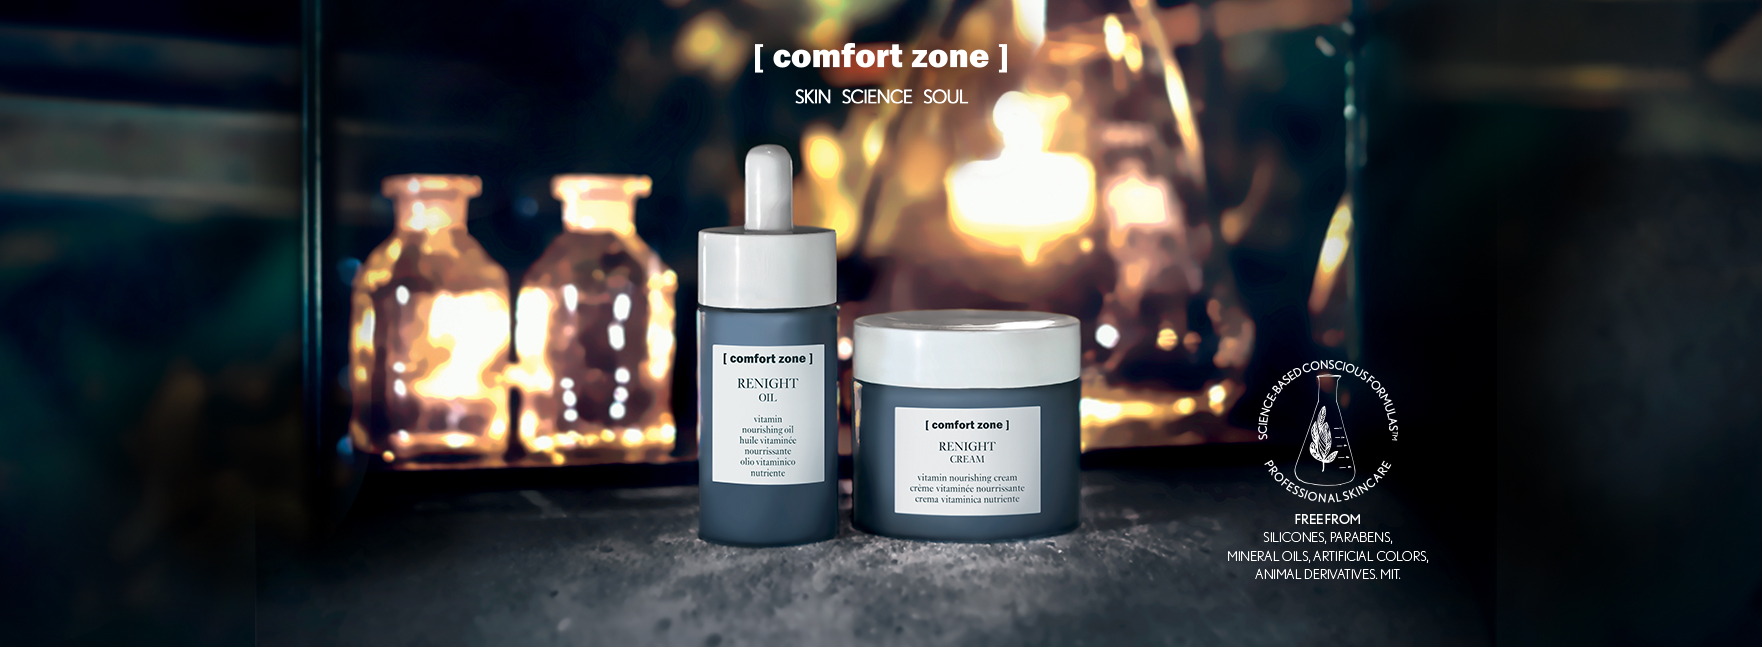 [ comfort zone ]
SKIN SCIENCE SOUL
[ comfort zone ]
RENIGHT
OIL
vitamin
nourishing oil
huile vitaminée
nourrissante
olio vitaminico
nutriente
[ comfort zone ]
RENIGHT
CREAM
vitamin nourishing cream
crème vitaminée nourrissante
crema vitaminica nutriente
SCIENCE-BASED CONSCIOUS FORMULAS™
PROFESSIONAL SKINCARE
FREE FROM
SILICONES, PARABENS,
MINERAL OILS, ARTIFICIAL COLORS,
ANIMAL DERIVATIVES. MIT.